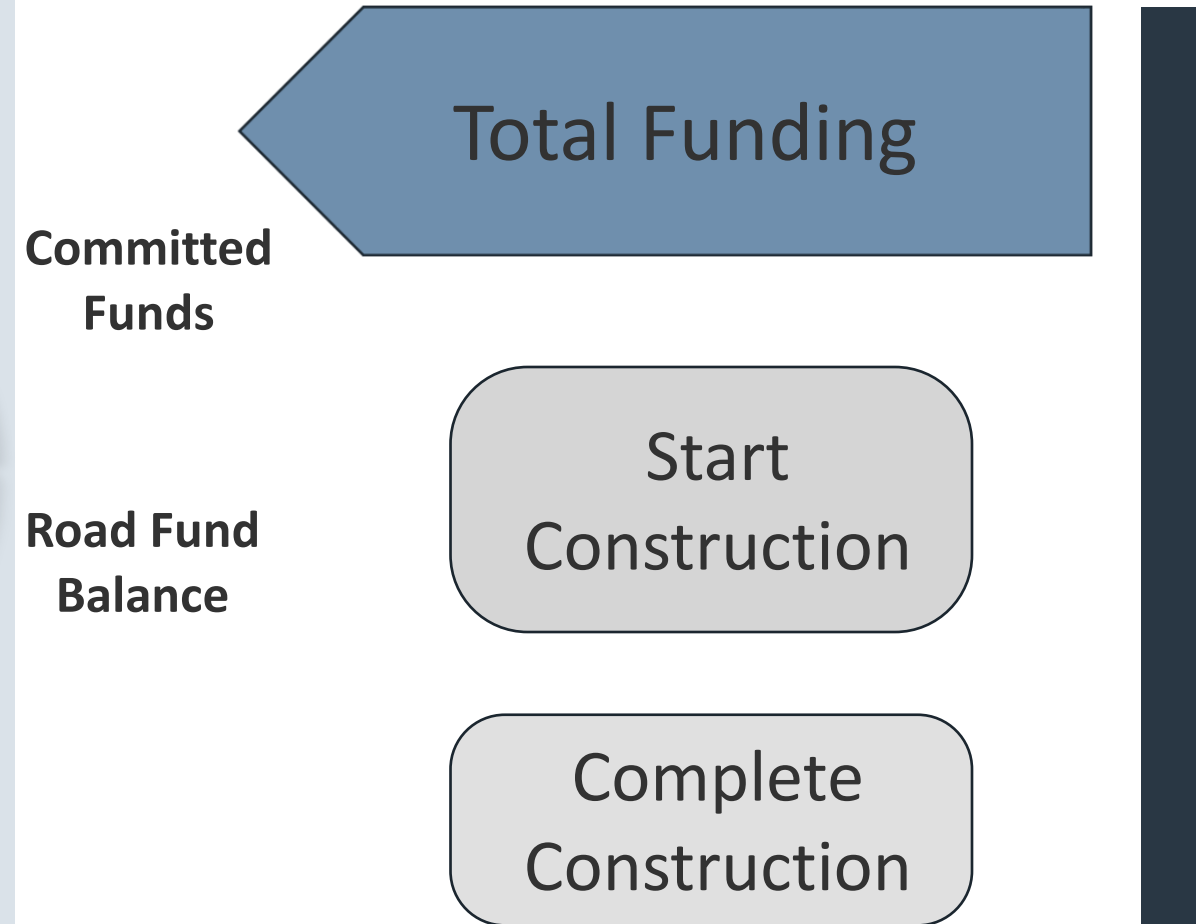 Total Funding
Committed
Funds
Start
Construction
Road Fund
Balance
Complete
Construction